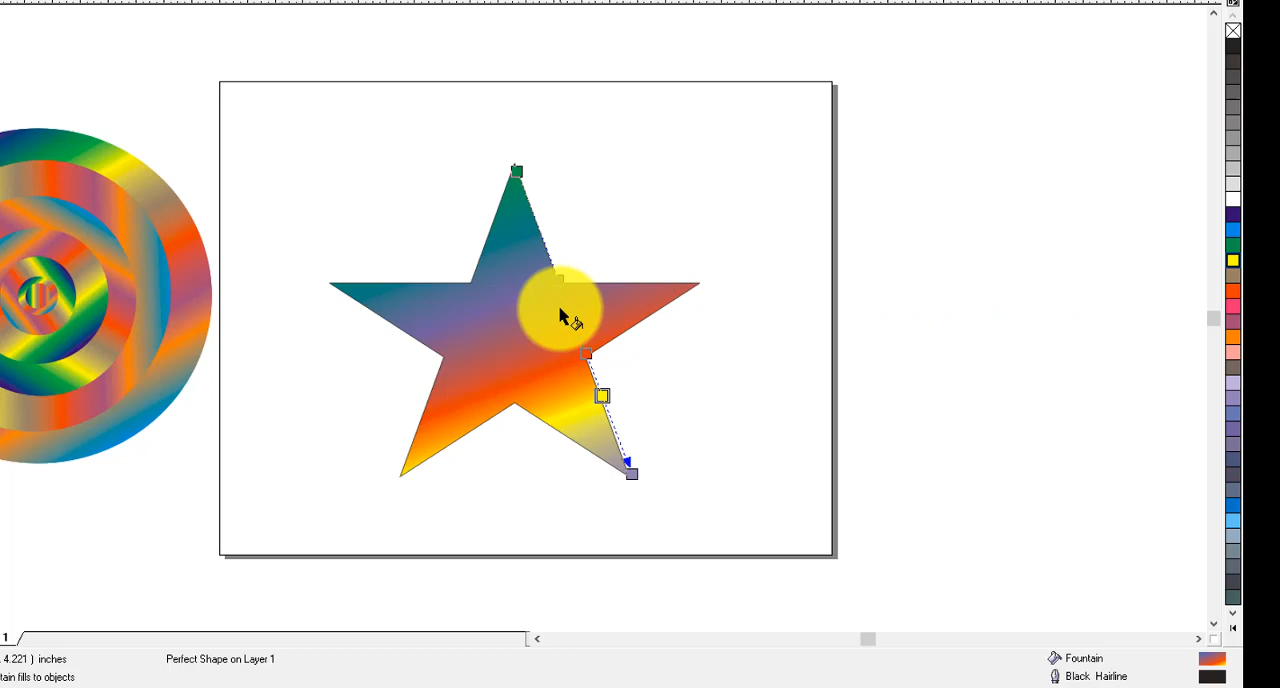 1
4.221 ) inches
Perfect Shape on Layer 1
Fountain
tain fills to objects
Black Hairline